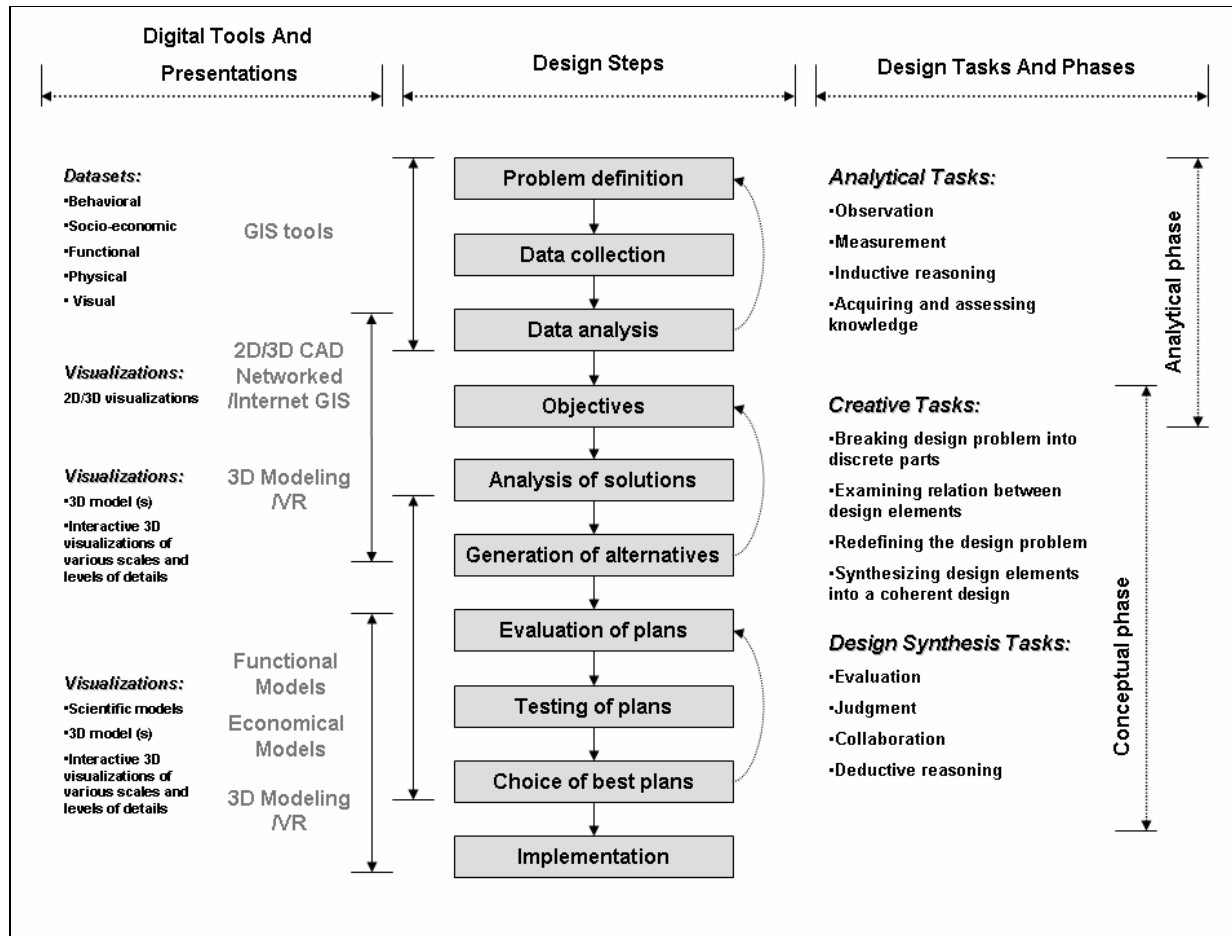 Digital Tools And
Presentations
Design Steps
Design Tasks And Phases
Datasets:
•Behavioral
•Socio-economic
•Functional
•Physical
• Visual
GIS tools
Visualizations:
2D/3D visualizations
2D/3D CAD
Networked
/Internet GIS
Visualizations:
•3D model (s)
•Interactive 3D
visualizations of
various scales and
levels of details
3D Modeling
/VR
Visualizations:
•Scientific models
•3D model (s)
•Interactive 3D
visualizations of
various scales and
levels of details
Functional
Models
Economical
Models
3D Modeling
/VR
Problem definition
Data collection
Data analysis
Objectives
Analysis of solutions
Generation of alternatives
Evaluation of plans
Testing of plans
Choice of best plans
Implementation
Analytical Tasks:
•Observation
•Measurement
•Inductive reasoning
•Acquiring and assessing
knowledge
Creative Tasks:
•Breaking design problem into
discrete parts
•Examining relation between
design elements
•Redefining the design problem
•Synthesizing design elements
into a coherent design
Design Synthesis Tasks:
•Evaluation
•Judgment
•Collaboration
•Deductive reasoning
Analytical phase
Conceptual phase